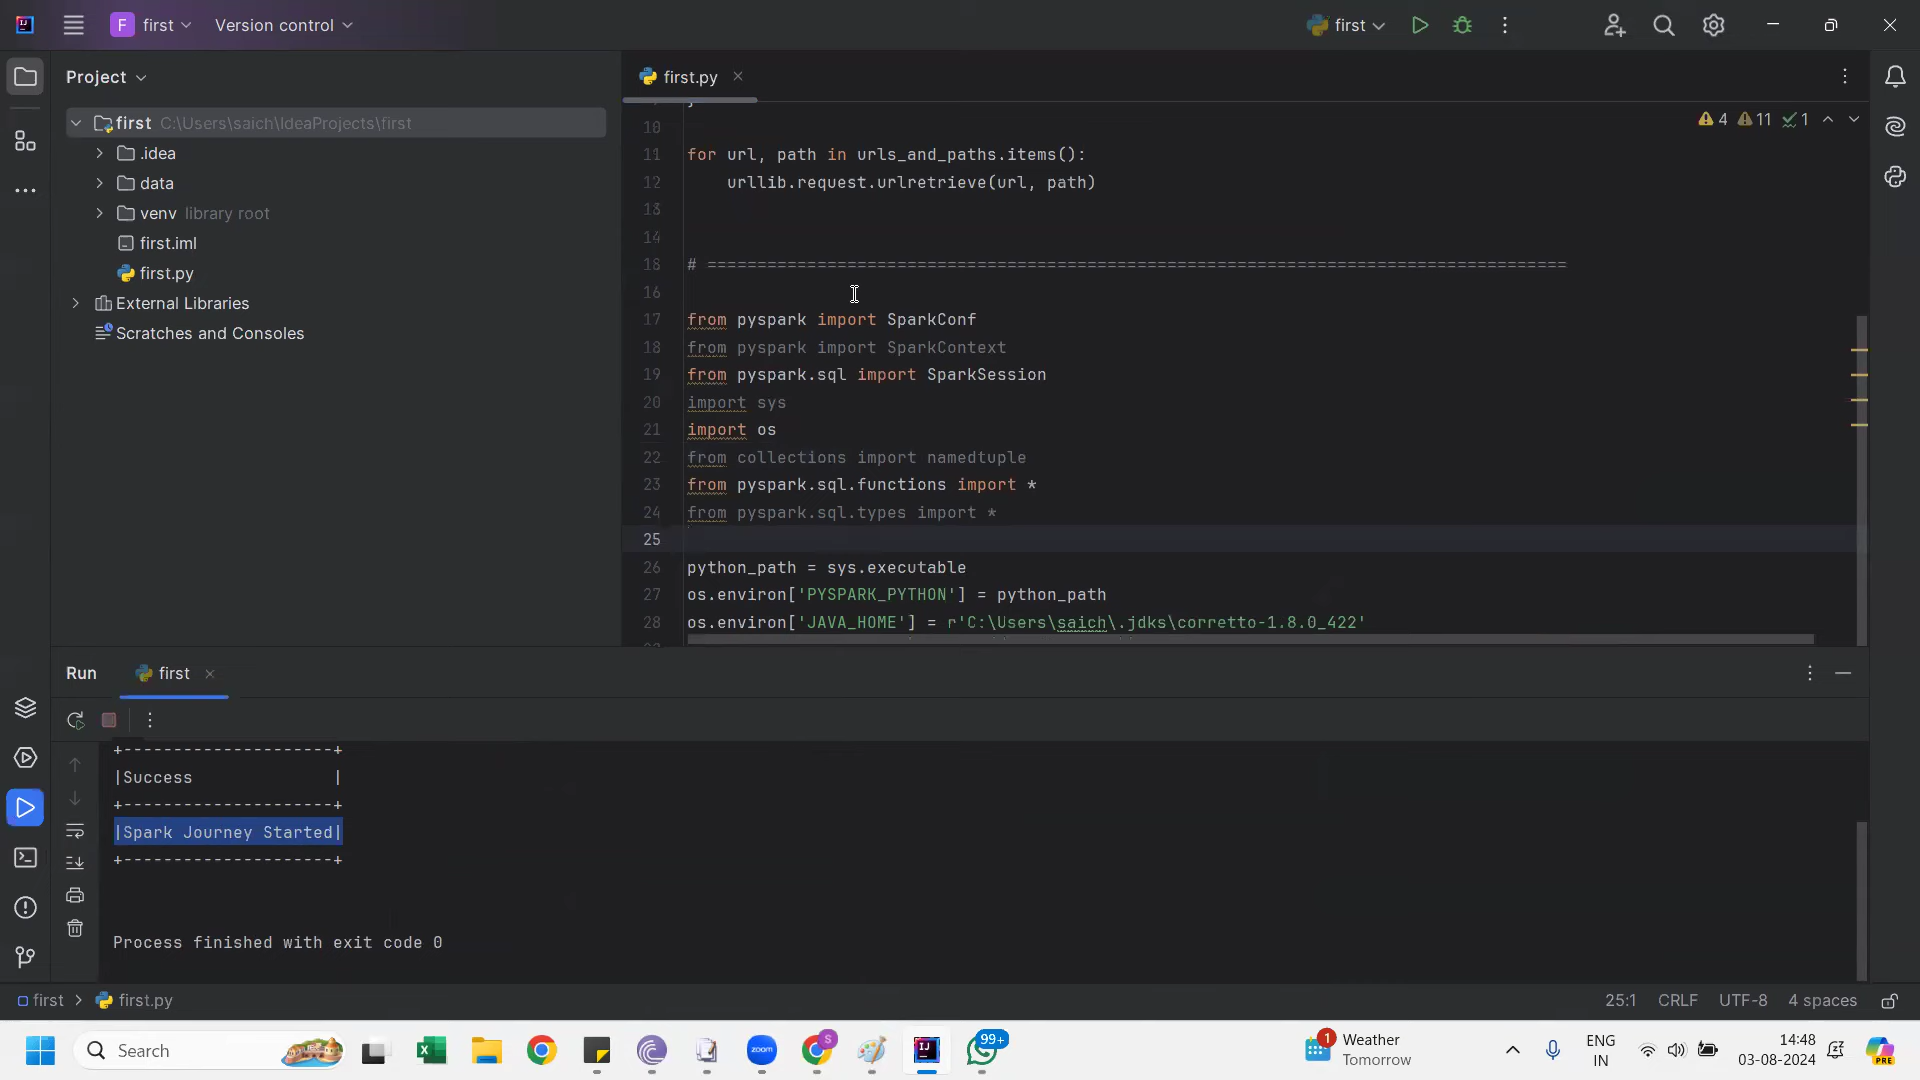 F first Version control first
Project
first.py
first C:\Users\saich\IdeaProjects\first
.idea
data
venv library root
first.iml
first.py
External Libraries
Scratches and Consoles
4 11 1
10
11 for url, path in urls_and_paths.items():
12 urllib.request.urlretrieve(url, path)
13
14
18 # ======================================================================================
16
17 from pyspark import SparkConf
18 from pyspark import SparkContext
19 from pyspark.sql import SparkSession
20 import sys
21 import os
22 from collections import namedtuple
23 from pyspark.sql.functions import *
24 from pyspark.sql.types import *
25
26 python_path = sys.executable
27 os.environ['PYSPARK_PYTHON'] = python_path
28 os.environ['JAVA_HOME'] = r'C:\Users\saich\.jdks\corretto-1.8.0_422'
Run first
+---------------------+
|Success |
+---------------------+
|Spark Journey Started|
+---------------------+
Process finished with exit code 0
first > first.py 25:1 CRLF UTF-8 4 spaces
Search
zoom
S
99+
1
Weather
Tomorrow
ENG
IN
14:48
03-08-2024
PRE